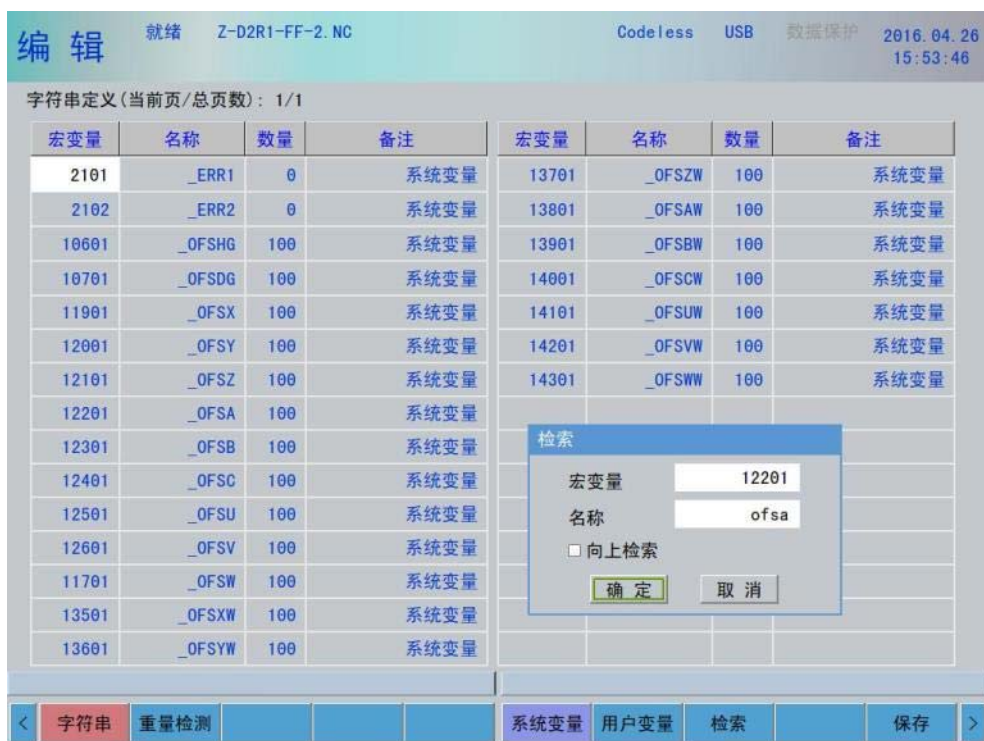 编 辑 就绪 Z-D2R1-FF-2.NC Codeless USB 数据保护 2016.04.26
15:53:46
字符串定义(当前页/总页数): 1/1
宏变量 名称 数量 备注 宏变量 名称 数量 备注
2101 _ERR1 0 系统变量 13701 _OFSZW 100 系统变量
2102 _ERR2 0 系统变量 13801 _OFSAW 100 系统变量
10601 _OFSHG 100 系统变量 13901 _OFSBW 100 系统变量
10701 _OFSDG 100 系统变量 14001 _OFSCW 100 系统变量
11901 _OFSX 100 系统变量 14101 _OFSUW 100 系统变量
12001 _OFSY 100 系统变量 14201 _OFSVW 100 系统变量
12101 _OFSZ 100 系统变量 14301 _OFSWW 100 系统变量
12201 _OFSA 100 系统变量
12301 _OFSB 100 系统变量
12401 _OFSC 100 系统变量
12501 _OFSU 100 系统变量
12601 _OFSV 100 系统变量
11701 _OFSW 100 系统变量
13501 _OFSXW 100 系统变量
13601 _OFSYW 100 系统变量
检索
宏变量 12201
名称 ofsa
向上检索
确 定 取 消
< 字符串 重量检测 系统变量 用户变量 检索 保存 >